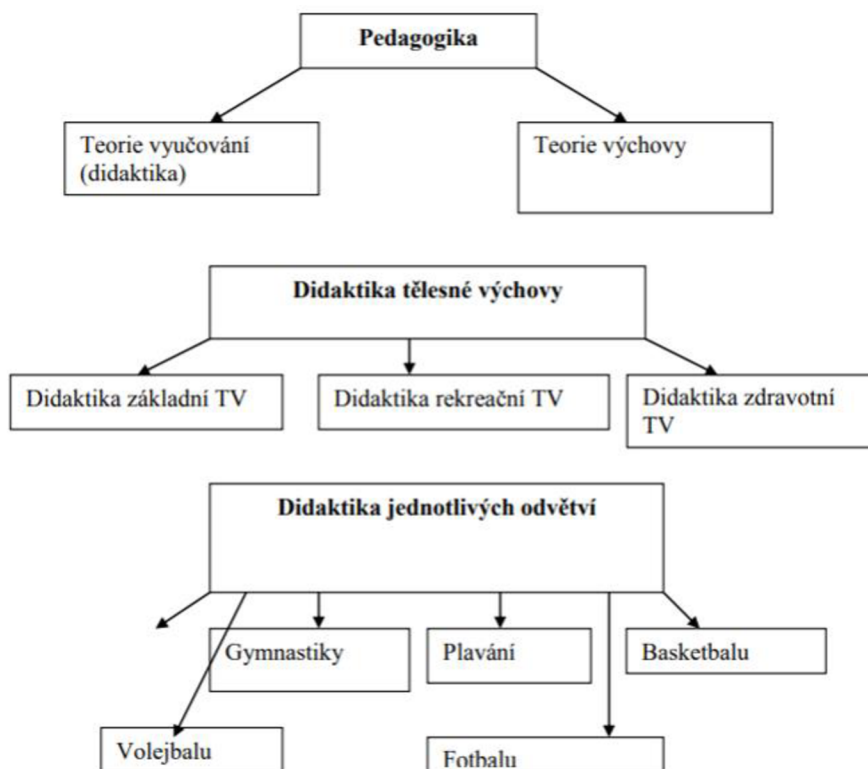 Pedagogika
Teorie vyučování
(didaktika)
Teorie výchovy
Didaktika tělesné výchovy
Didaktika základní TV
Didaktika rekreační TV
Didaktika zdravotní
TV
Didaktika jednotlivých odvětví
Gymnastiky
Plavání
Basketbalu
Volejbalu
Fotbalu